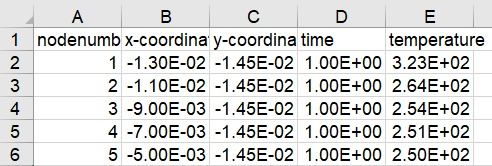 A B C D E
1 nodenumb x-coordina y-coordina time temperature
2 1 -1.30E-02 -1.45E-02 1.00E+00 3.23E+02
3 2 -1.10E-02 -1.45E-02 1.00E+00 2.64E+02
4 3 -9.00E-03 -1.45E-02 1.00E+00 2.54E+02
5 4 -7.00E-03 -1.45E-02 1.00E+00 2.51E+02
6 5 -5.00E-03 -1.45E-02 1.00E+00 2.50E+02